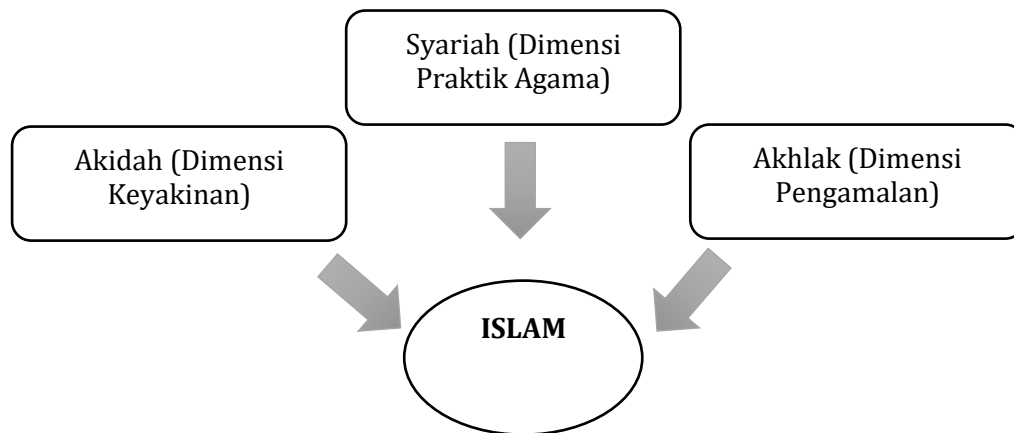 Syariah (Dimensi
Praktik Agama)
Akidah (Dimensi
Keyakinan)
Akhlak (Dimensi
Pengamalan)
ISLAM